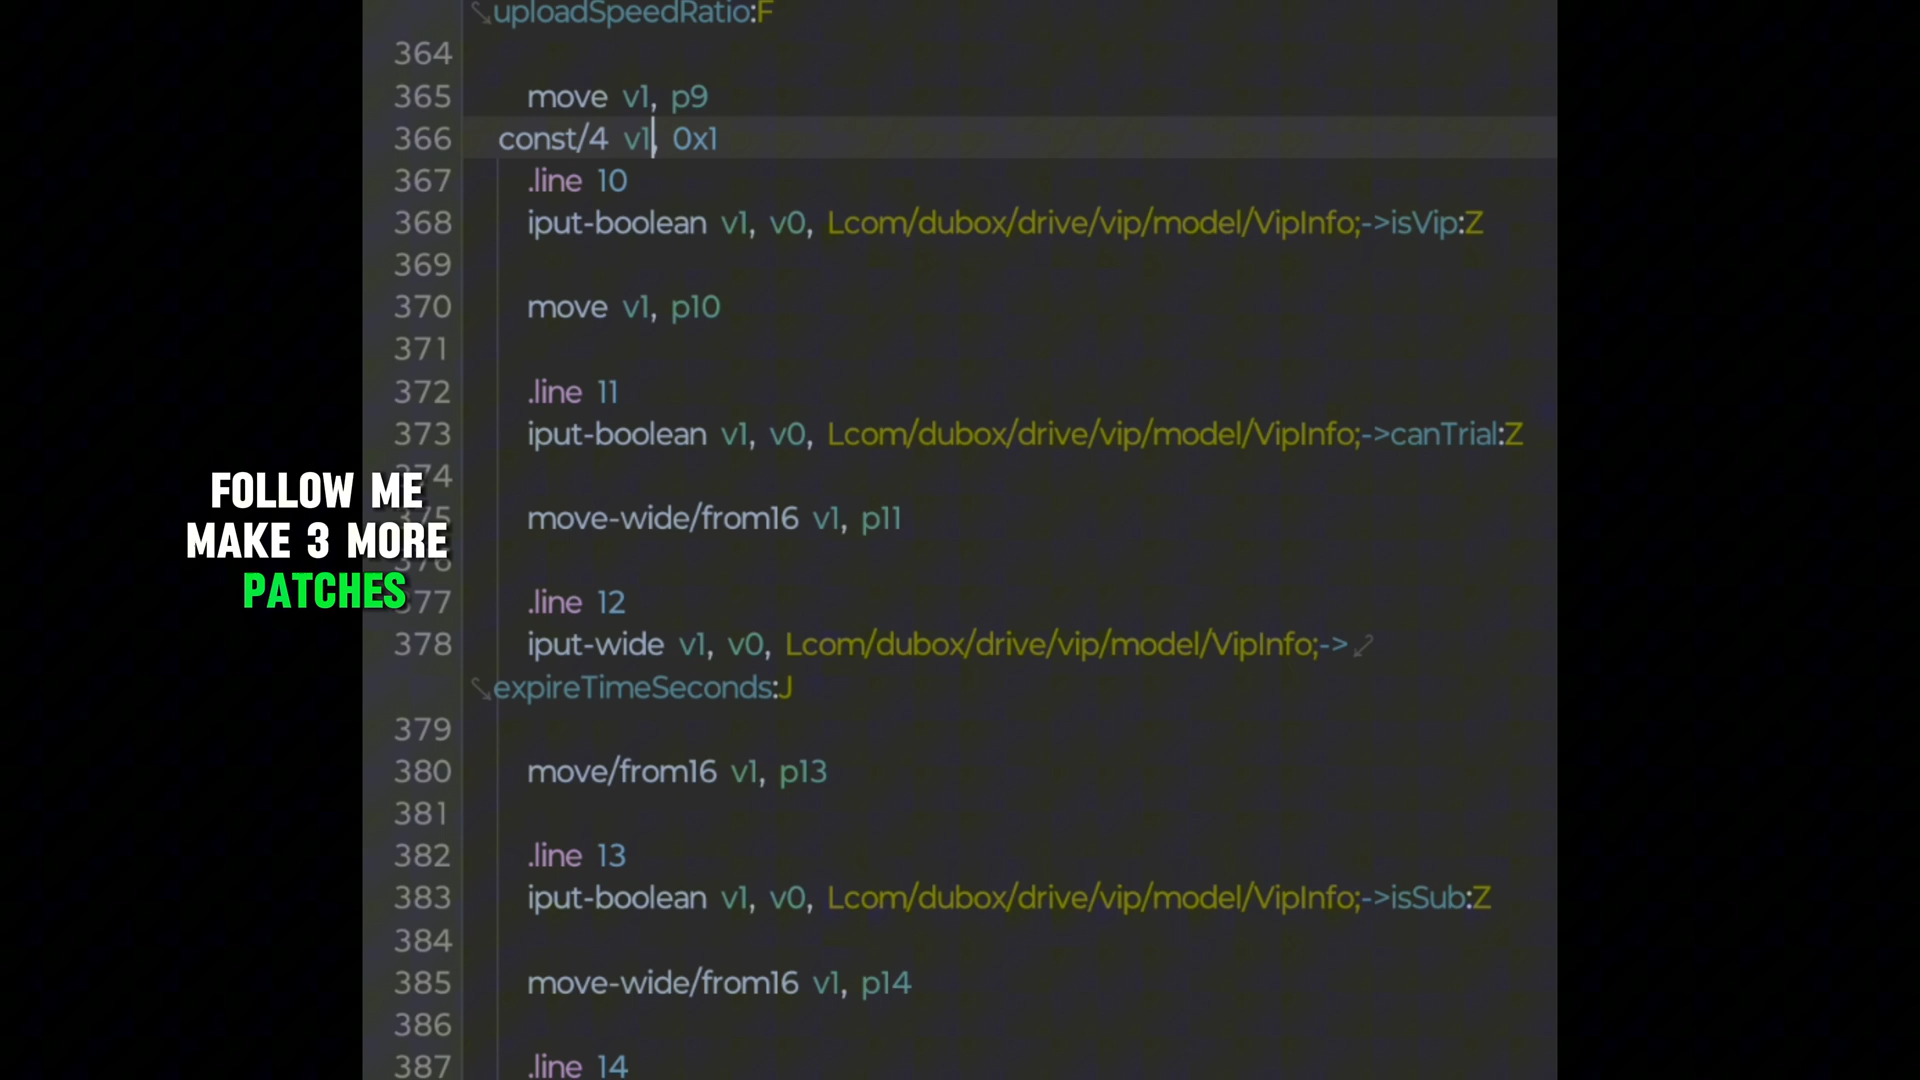 uploadSpeedRatio:F
364
365 move v1, p9
366 const/4 v1, 0x1
367 .line 10
368 iput-boolean v1, v0, Lcom/dubox/drive/vip/model/VipInfo;->isVip:Z
369
370 move v1, p10
371
372 .line 11
373 iput-boolean v1, v0, Lcom/dubox/drive/vip/model/VipInfo;->canTrial:Z
374
375 move-wide/from16 v1, p11
376
377 .line 12
378 iput-wide v1, v0, Lcom/dubox/drive/vip/model/VipInfo;->
expireTimeSeconds:J
379
380 move/from16 v1, p13
381
382 .line 13
383 iput-boolean v1, v0, Lcom/dubox/drive/vip/model/VipInfo;->isSub:Z
384
385 move-wide/from16 v1, p14
386
387 .line 14
FOLLOW ME
MAKE 3 MORE
PATCHES